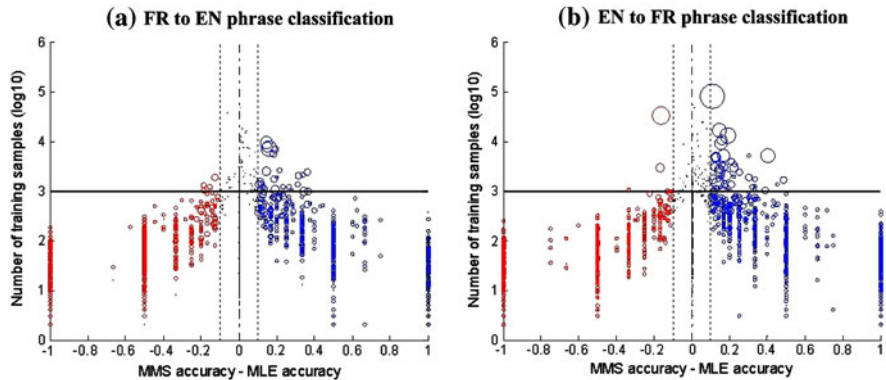 (a) FR to EN phrase classification
Number of training samples (log10)
6
5
4
3
2
1
0
-1 -0.8 -0.6 -0.4 -0.2 0 0.2 0.4 0.6 0.8 1
MMS accuracy - MLE accuracy
(b) EN to FR phrase classification
Number of training samples (log10)
6
5
4
3
2
1
0
-1 -0.8 -0.6 -0.4 -0.2 0 0.2 0.4 0.6 0.8 1
MMS accuracy - MLE accuracy